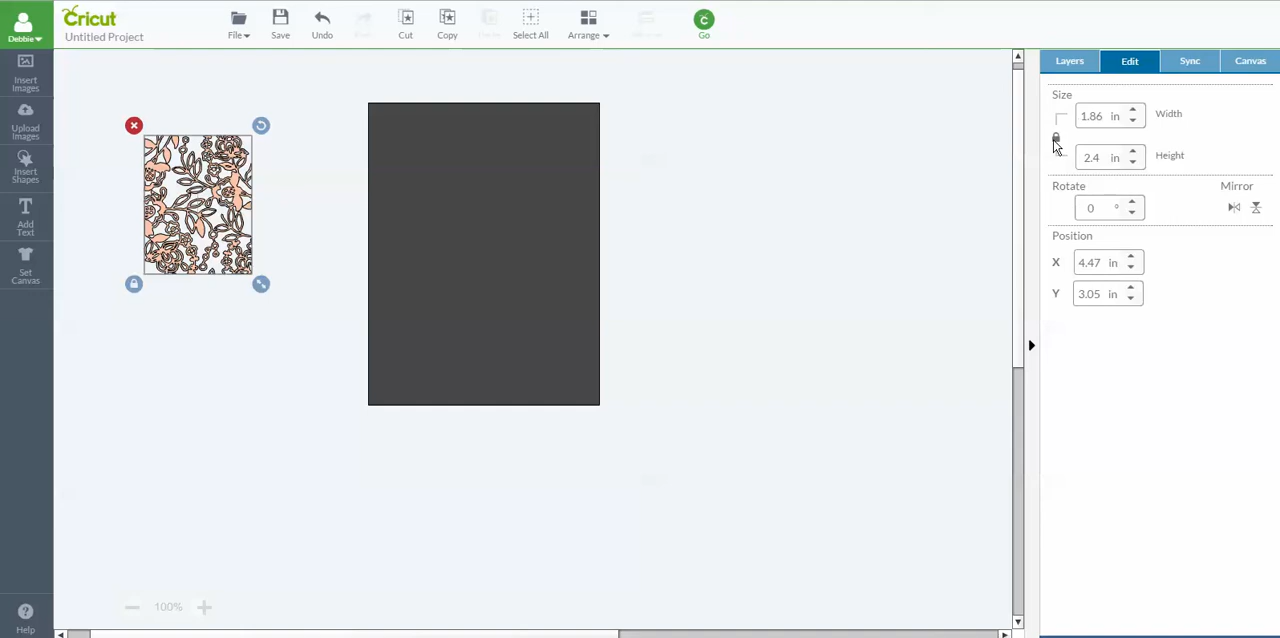 Cricut
Untitled Project
Debbie
File
Save
Undo
Cut
Copy
Select All
Arrange
C
Go
Insert
Images
Upload
Images
Insert
Shapes
T
Add
Text
Set
Canvas
?
Help
100%
Layers Edit Sync Canvas
Size
1.86 in Width
2.4 in Height
Rotate Mirror
0 °
Position
X 4.47 in
Y 3.05 in